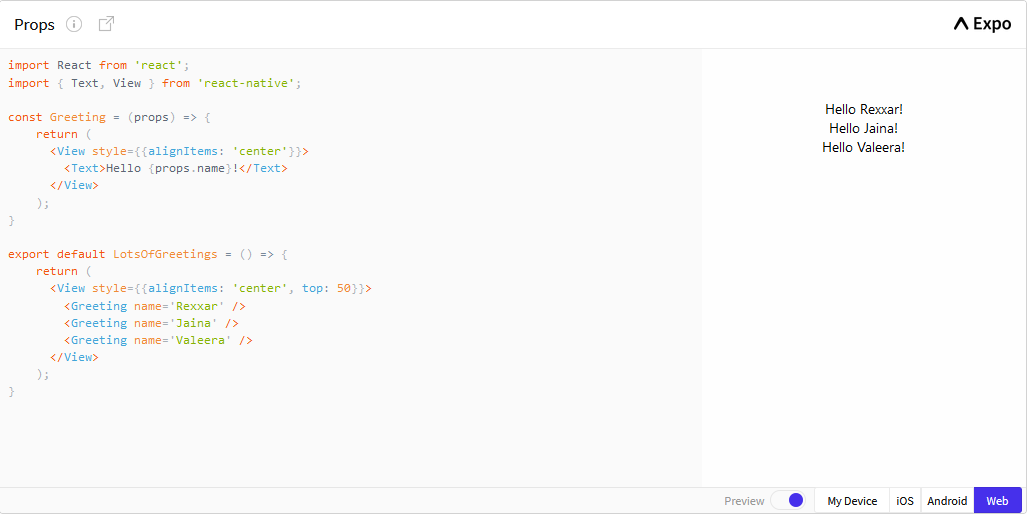 Props
Expo
import React from 'react';
import { Text, View } from 'react-native';
const Greeting = (props) => {
return (
<View style={{alignItems: 'center'}}>
<Text>Hello {props.name}!</Text>
</View>
);
}
export default LotsOfGreetings = () => {
return (
<View style={{alignItems: 'center', top: 50}}>
<Greeting name='Rexxar' />
<Greeting name='Jaina' />
<Greeting name='Valeera' />
</View>
);
}
Hello Rexxar!
Hello Jaina!
Hello Valeera!
Preview My Device iOS Android Web